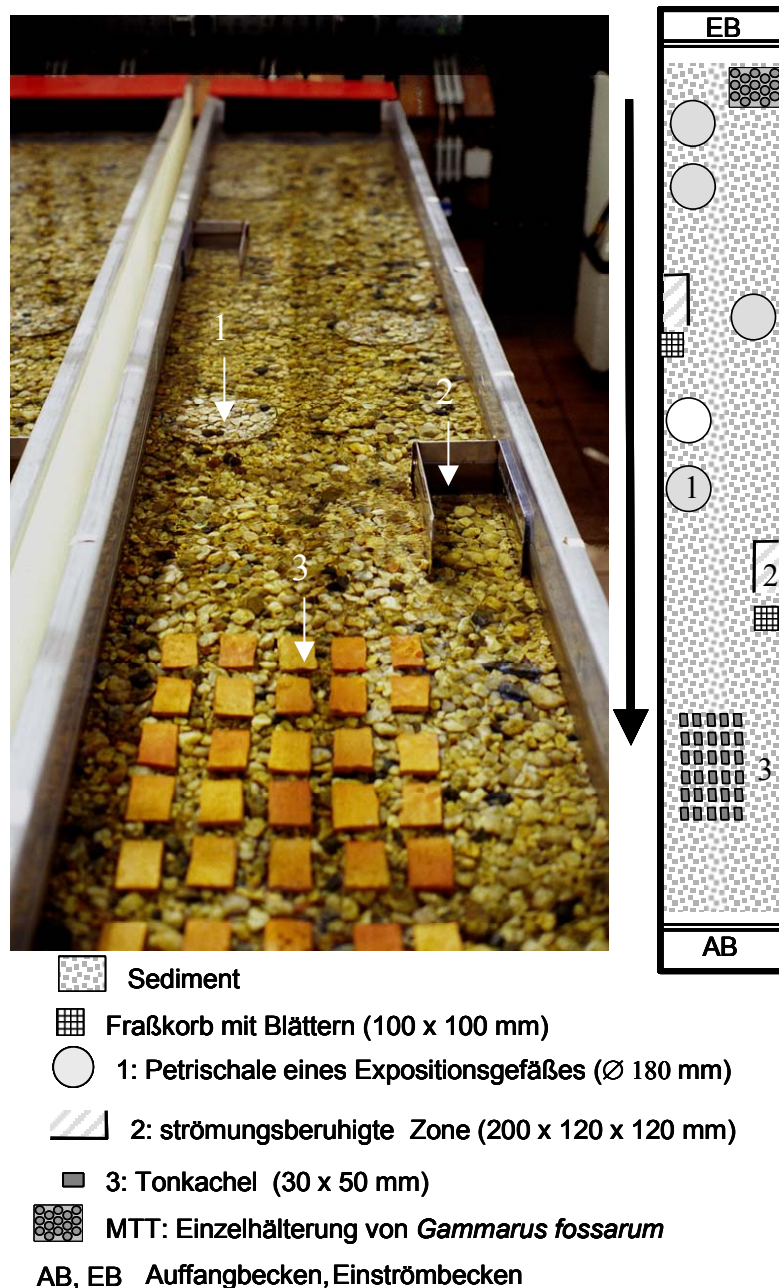 EB
1
2
3
1
2
3
AB
Sediment
Fraßkorb mit Blättern (100 x 100 mm)
1: Petrischale eines Expositionsgefäßes (Ø 180 mm)
2: strömungsberuhigte Zone (200 x 120 x 120 mm)
3: Tonkachel (30 x 50 mm)
MTT: Einzelhälterung von Gammarus fossarum
AB, EB Auffangbecken, Einströmbecken